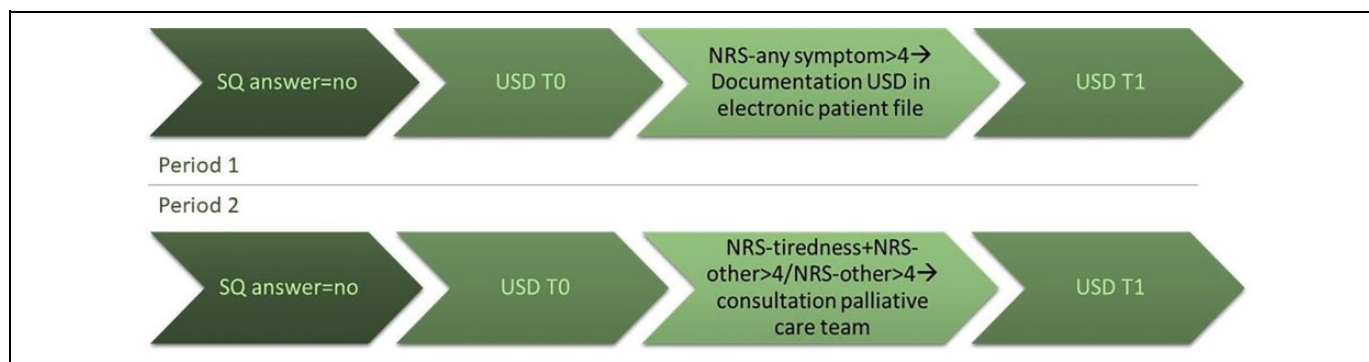 SQ answer=no
USD T0
NRS-any symptom>4→
Documentation USD in
electronic patient file
USD T1
Period 1
Period 2
SQ answer=no
USD T0
NRS-tiredness+NRS-
other>4/NRS-other>4→
consultation palliative
care team
USD T1